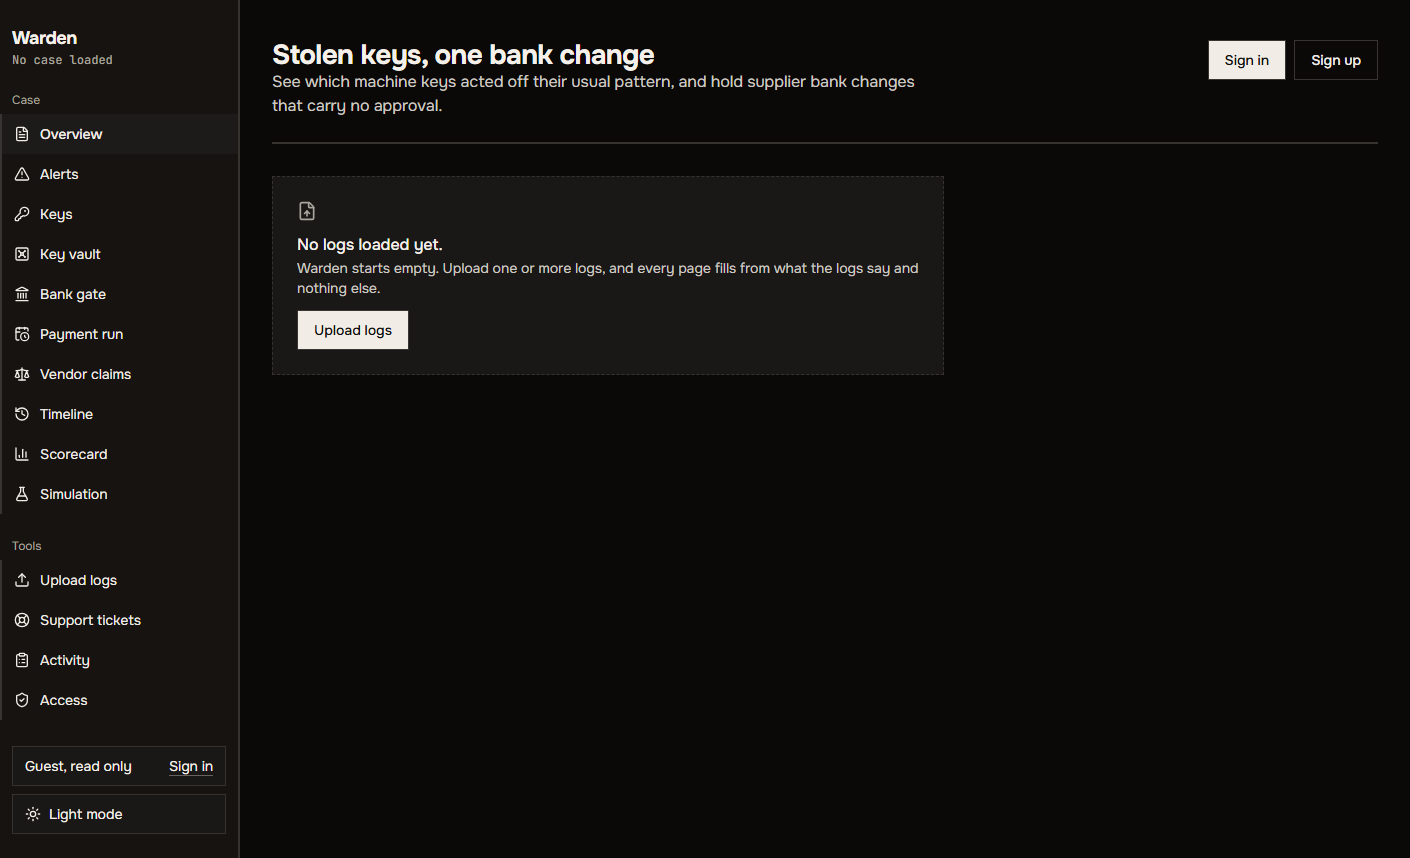 Warden
No case loaded
Case
Overview
Alerts
Keys
Key vault
Bank gate
Payment run
Vendor claims
Timeline
Scorecard
Simulation
Tools
Upload logs
Support tickets
Activity
Access
Guest, read only
Sign in
Light mode
Stolen keys, one bank change
See which machine keys acted off their usual pattern, and hold supplier bank changes
that carry no approval.
Sign in
Sign up
No logs loaded yet.
Warden starts empty. Upload one or more logs, and every page fills from what the logs say and
nothing else.
Upload logs